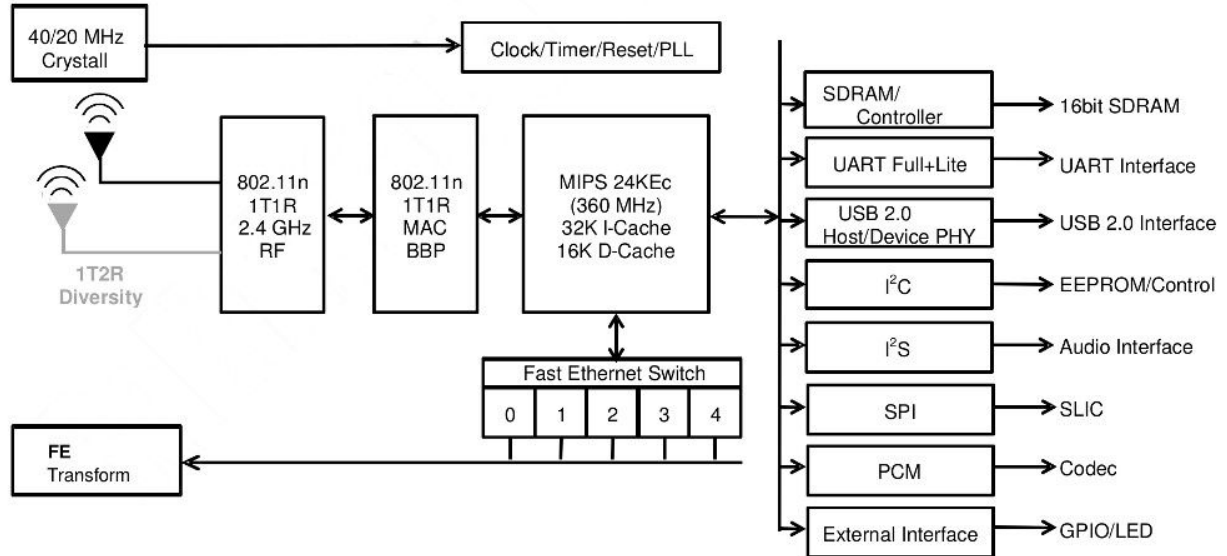 40/20 MHz
Crystall
Clock/Timer/Reset/PLL
SDRAM/
Controller
16bit SDRAM
UART Full+Lite
UART Interface
802.11n
1T1R
2.4 GHz
RF
802.11n
1T1R
MAC
BBP
MIPS 24KEc
(360 MHz)
32K I-Cache
16K D-Cache
USB 2.0
Host/Device PHY
USB 2.0 Interface
1T2R
Diversity
I²C
EEPROM/Control
I²S
Audio Interface
Fast Ethernet Switch
0 1 2 3 4
SPI
SLIC
FE
Transform
PCM
Codec
External Interface
GPIO/LED